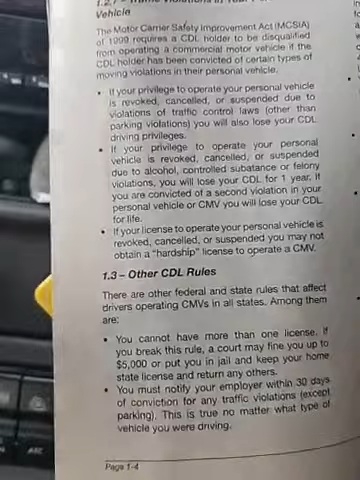 1.2.7 – Traffic Violations in Your Personal
Vehicle
The Motor Carrier Safety Improvement Act (MCSIA)
of 1999 requires a CDL holder to be disqualified
from operating a commercial motor vehicle if the
CDL holder has been convicted of certain types of
moving violations in their personal vehicle.
• If your privilege to operate your personal vehicle
is revoked, cancelled, or suspended due to
violations of traffic control laws (other than
parking violations) you will also lose your CDL
driving privileges.
• If your privilege to operate your personal
vehicle is revoked, cancelled, or suspended
due to alcohol, controlled subatance or felony
violations, you will lose your CDL for 1 year. If
you are convicted of a second violation in your
personal vehicle or CMV you will lose your CDL
for life.
• If your license to operate your personal vehicle is
revoked, cancelled, or suspended you may not
obtain a "hardship" license to operate a CMV.
1.3 – Other CDL Rules
There are other federal and state rules that affect
drivers operating CMVs in all states. Among them
are:
• You cannot have more than one license. If
you break this rule, a court may fine you up to
$5,000 or put you in jail and keep your home
state license and return any others.
• You must notify your employer within 30 days
of conviction for any traffic violations (except
parking). This is true no matter what type of
vehicle you were driving.
Page 1-4